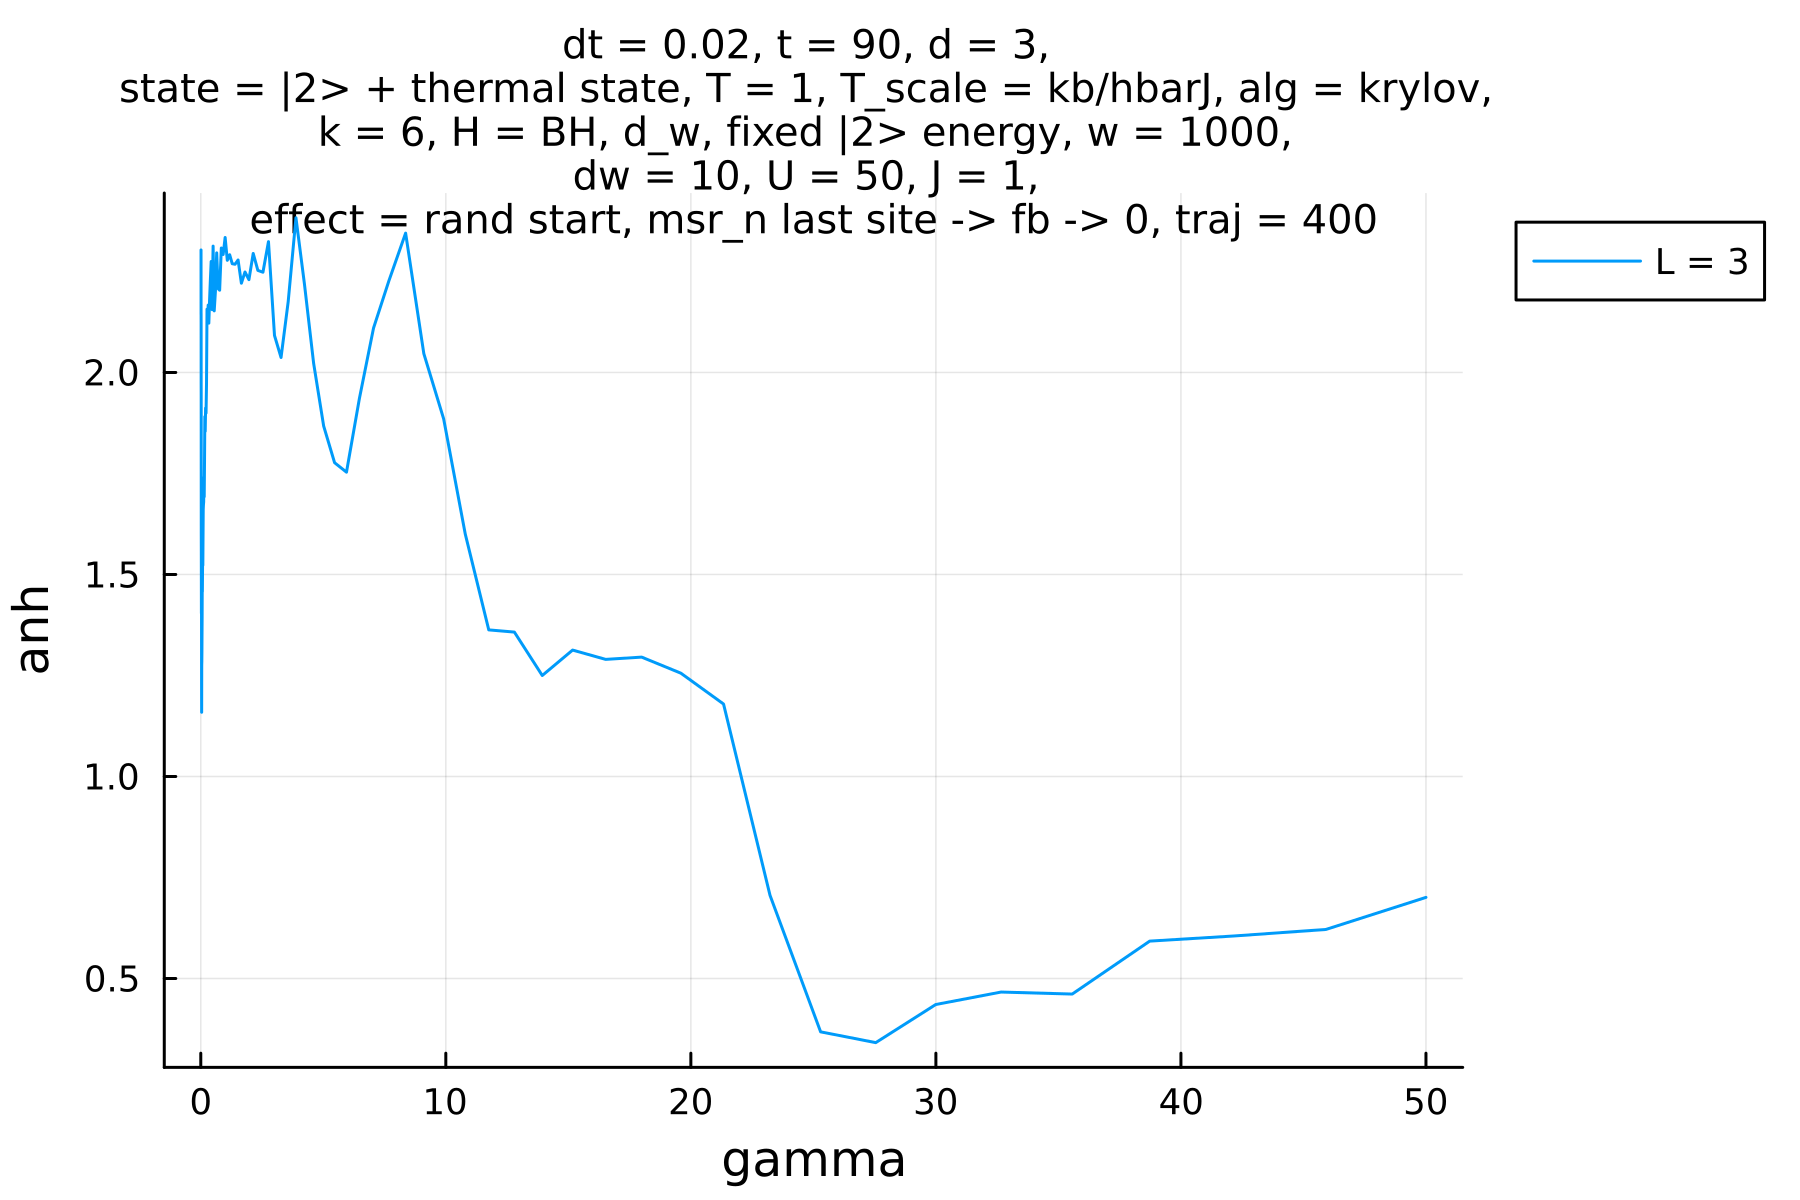 dt = 0.02, t = 90, d = 3,
state = |2> + thermal state, T = 1, T_scale = kb/hbarJ, alg = krylov,
k = 6, H = BH, d_w, fixed |2> energy, w = 1000,
dw = 10, U = 50, J = 1,
effect = rand start, msr_n last site -> fb -> 0, traj = 400
L = 3
2.0
1.5
1.0
0.5
anh
0 10 20 30 40 50
gamma